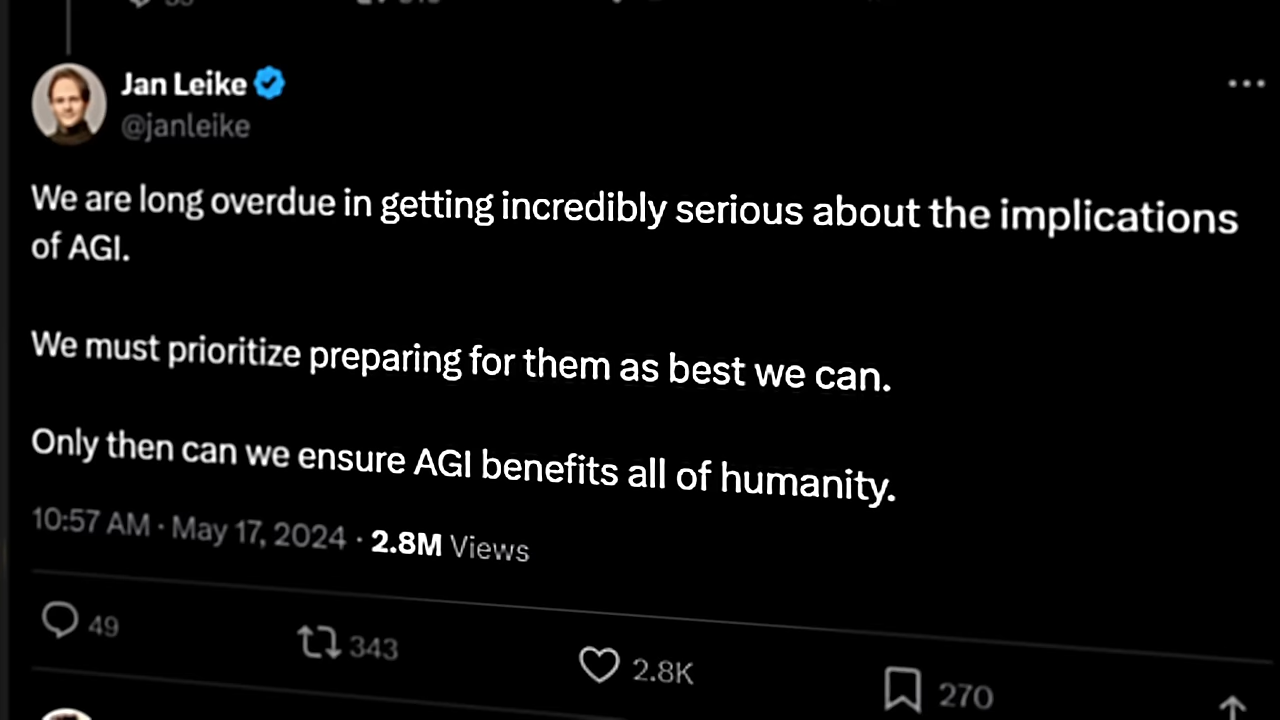 Jan Leike
@janleike
We are long overdue in getting incredibly serious about the implications
of AGI.
We must prioritize preparing for them as best we can.
Only then can we ensure AGI benefits all of humanity.
10:57 AM · May 17, 2024 · 2.8M Views
49 343 2.8K 270